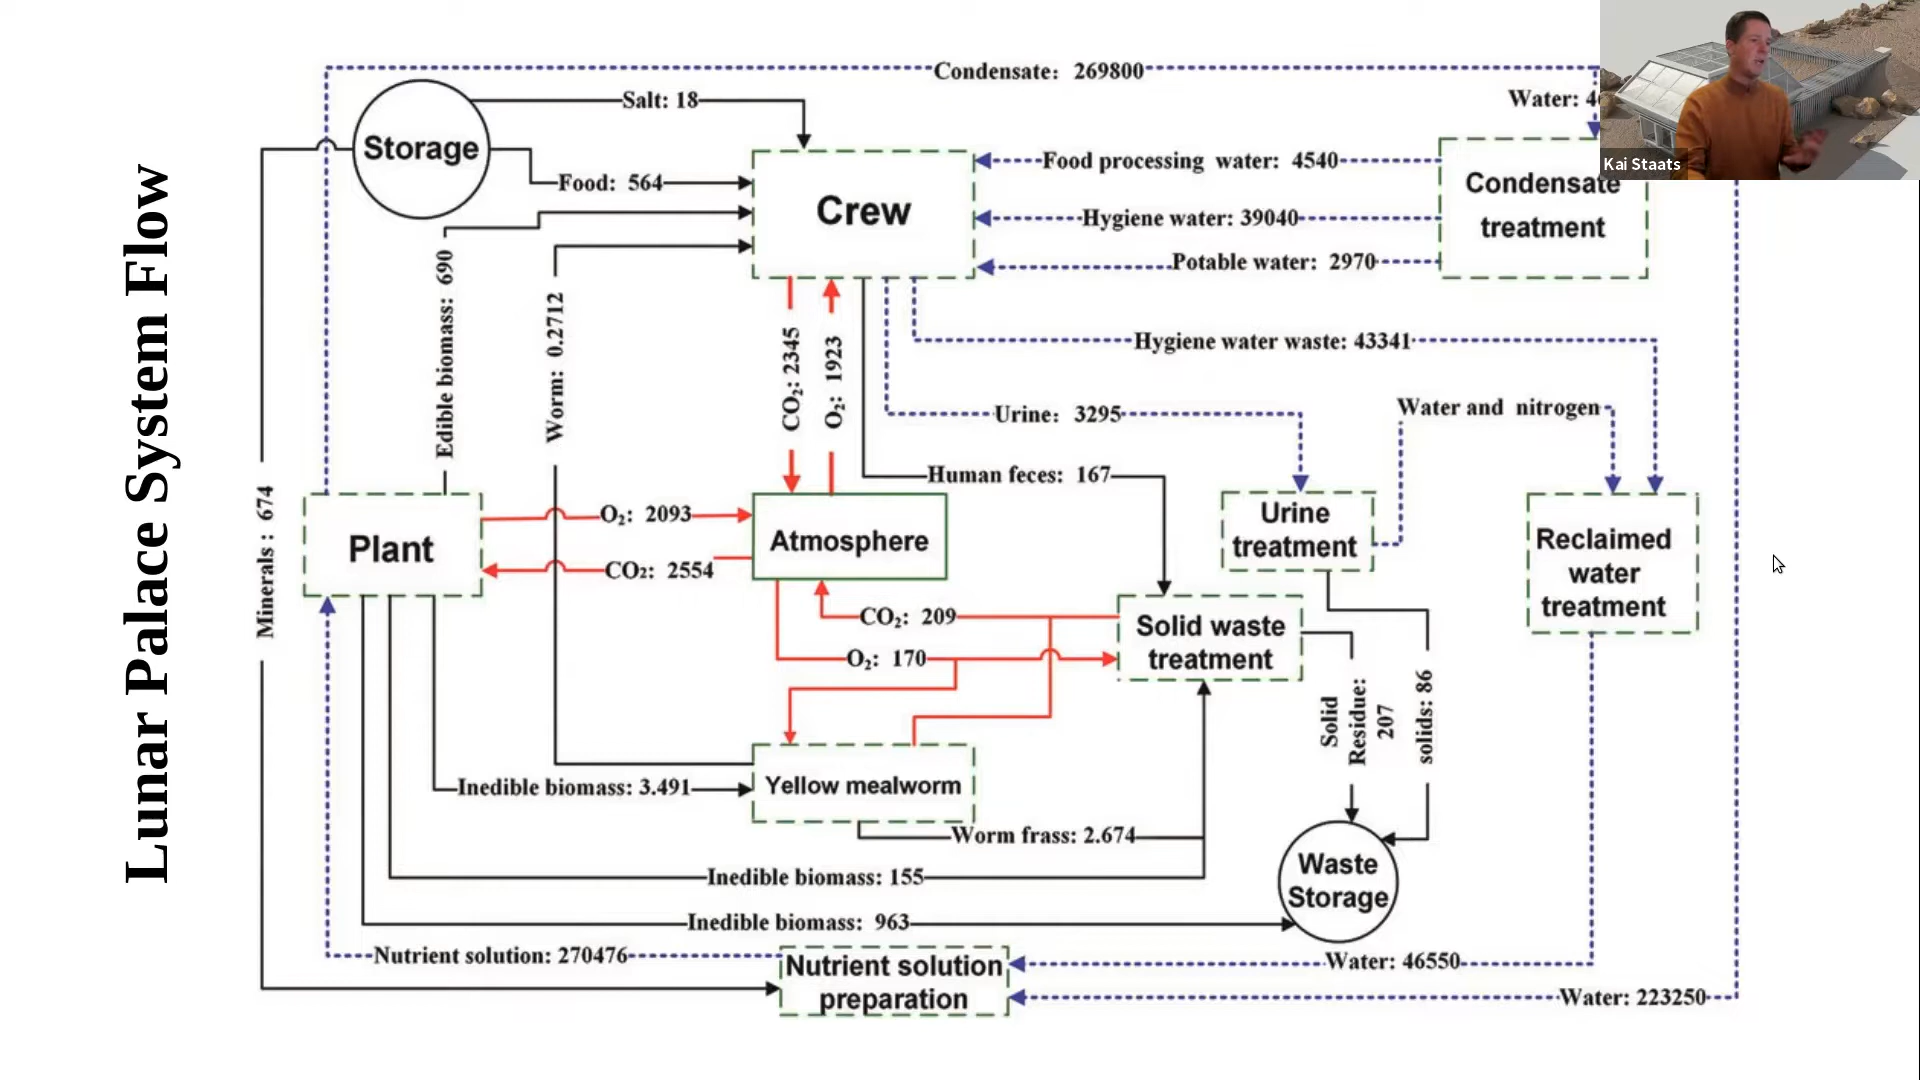 Lunar Palace System Flow
Condensate: 269800
Water: 4
Storage
Salt: 18
Food: 564
Crew
Food processing water: 4540
Hygiene water: 39040
Potable water: 2970
Condensate
treatment
Kai Staats
Edible biomass: 690
Worm: 0.2712
CO₂: 2345
O₂: 1923
Hygiene water waste: 43341
Urine: 3295
Water and nitrogen
Human feces: 167
Minerals : 674
Plant
O₂: 2093
CO₂: 2554
Atmosphere
Urine
treatment
Reclaimed
water
treatment
CO₂: 209
O₂: 170
Solid waste
treatment
Solid
Residue:
207
solids: 86
Inedible biomass: 3.491
Yellow mealworm
Worm frass: 2.674
Inedible biomass: 155
Inedible biomass: 963
Waste
Storage
Nutrient solution: 270476
Nutrient solution
preparation
Water: 46550
Water: 223250